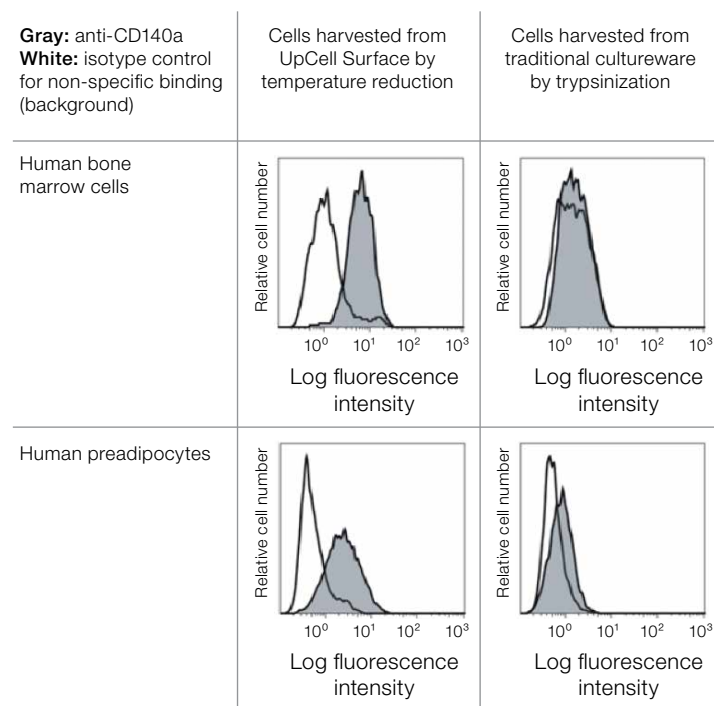 Gray: anti-CD140a
White: isotype control
for non-specific binding
(background)
Cells harvested from
UpCell Surface by
temperature reduction
Cells harvested from
traditional cultureware
by trypsinization
Human bone
marrow cells
Relative cell number
10⁰ 10¹ 10² 10³
Log fluorescence
intensity
Relative cell number
10⁰ 10¹ 10² 10³
Log fluorescence
intensity
Human preadipocytes
Relative cell number
10⁰ 10¹ 10² 10³
Log fluorescence
intensity
Relative cell number
10⁰ 10¹ 10² 10³
Log fluorescence
intensity